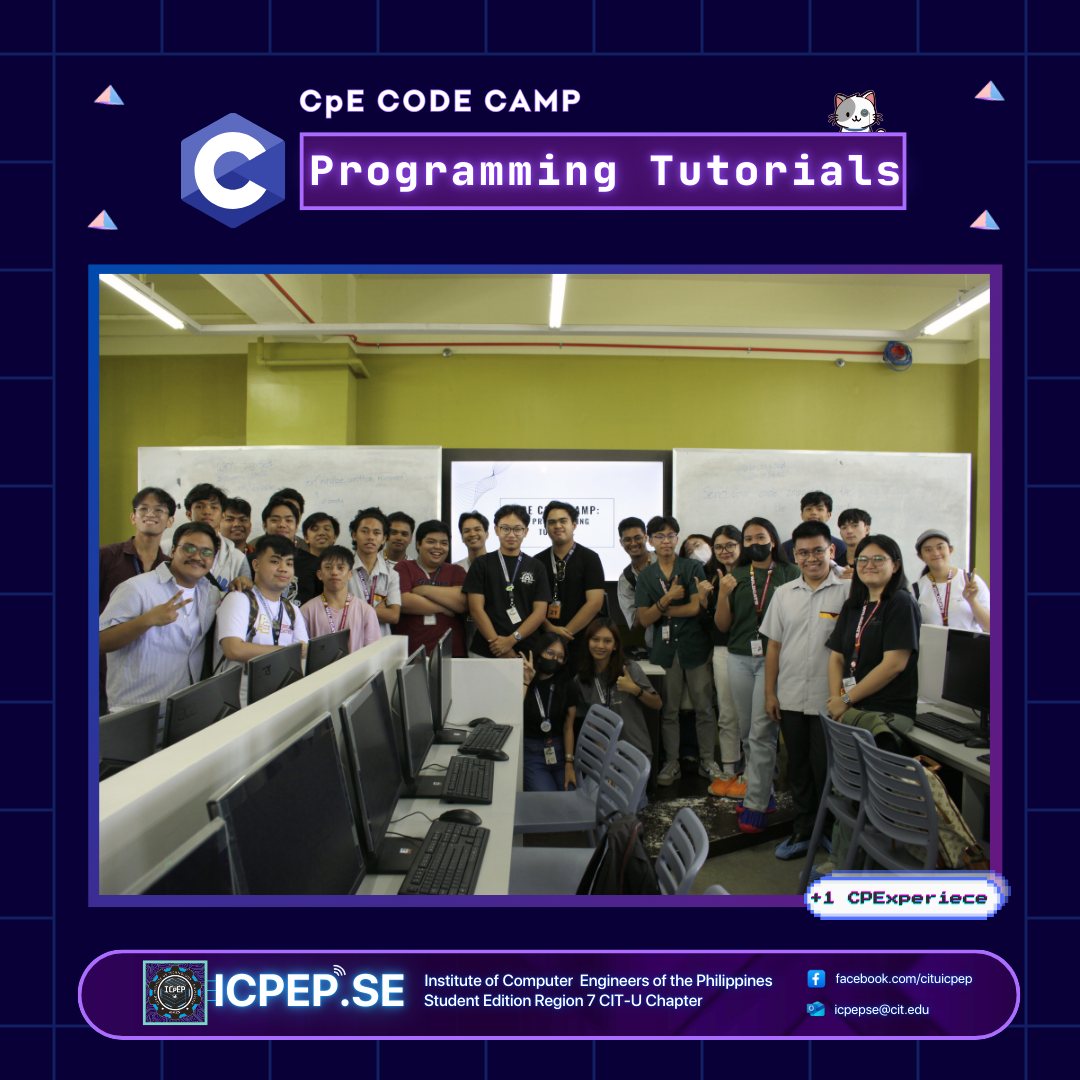 CpE CODE CAMP
C
Programming Tutorials
+1 CPExperiece
ICPEP
ICPEP.SE
Institute of Computer Engineers of the Philippines
Student Edition Region 7 CIT-U Chapter
facebook.com/cituicpep
icpepse@cit.edu